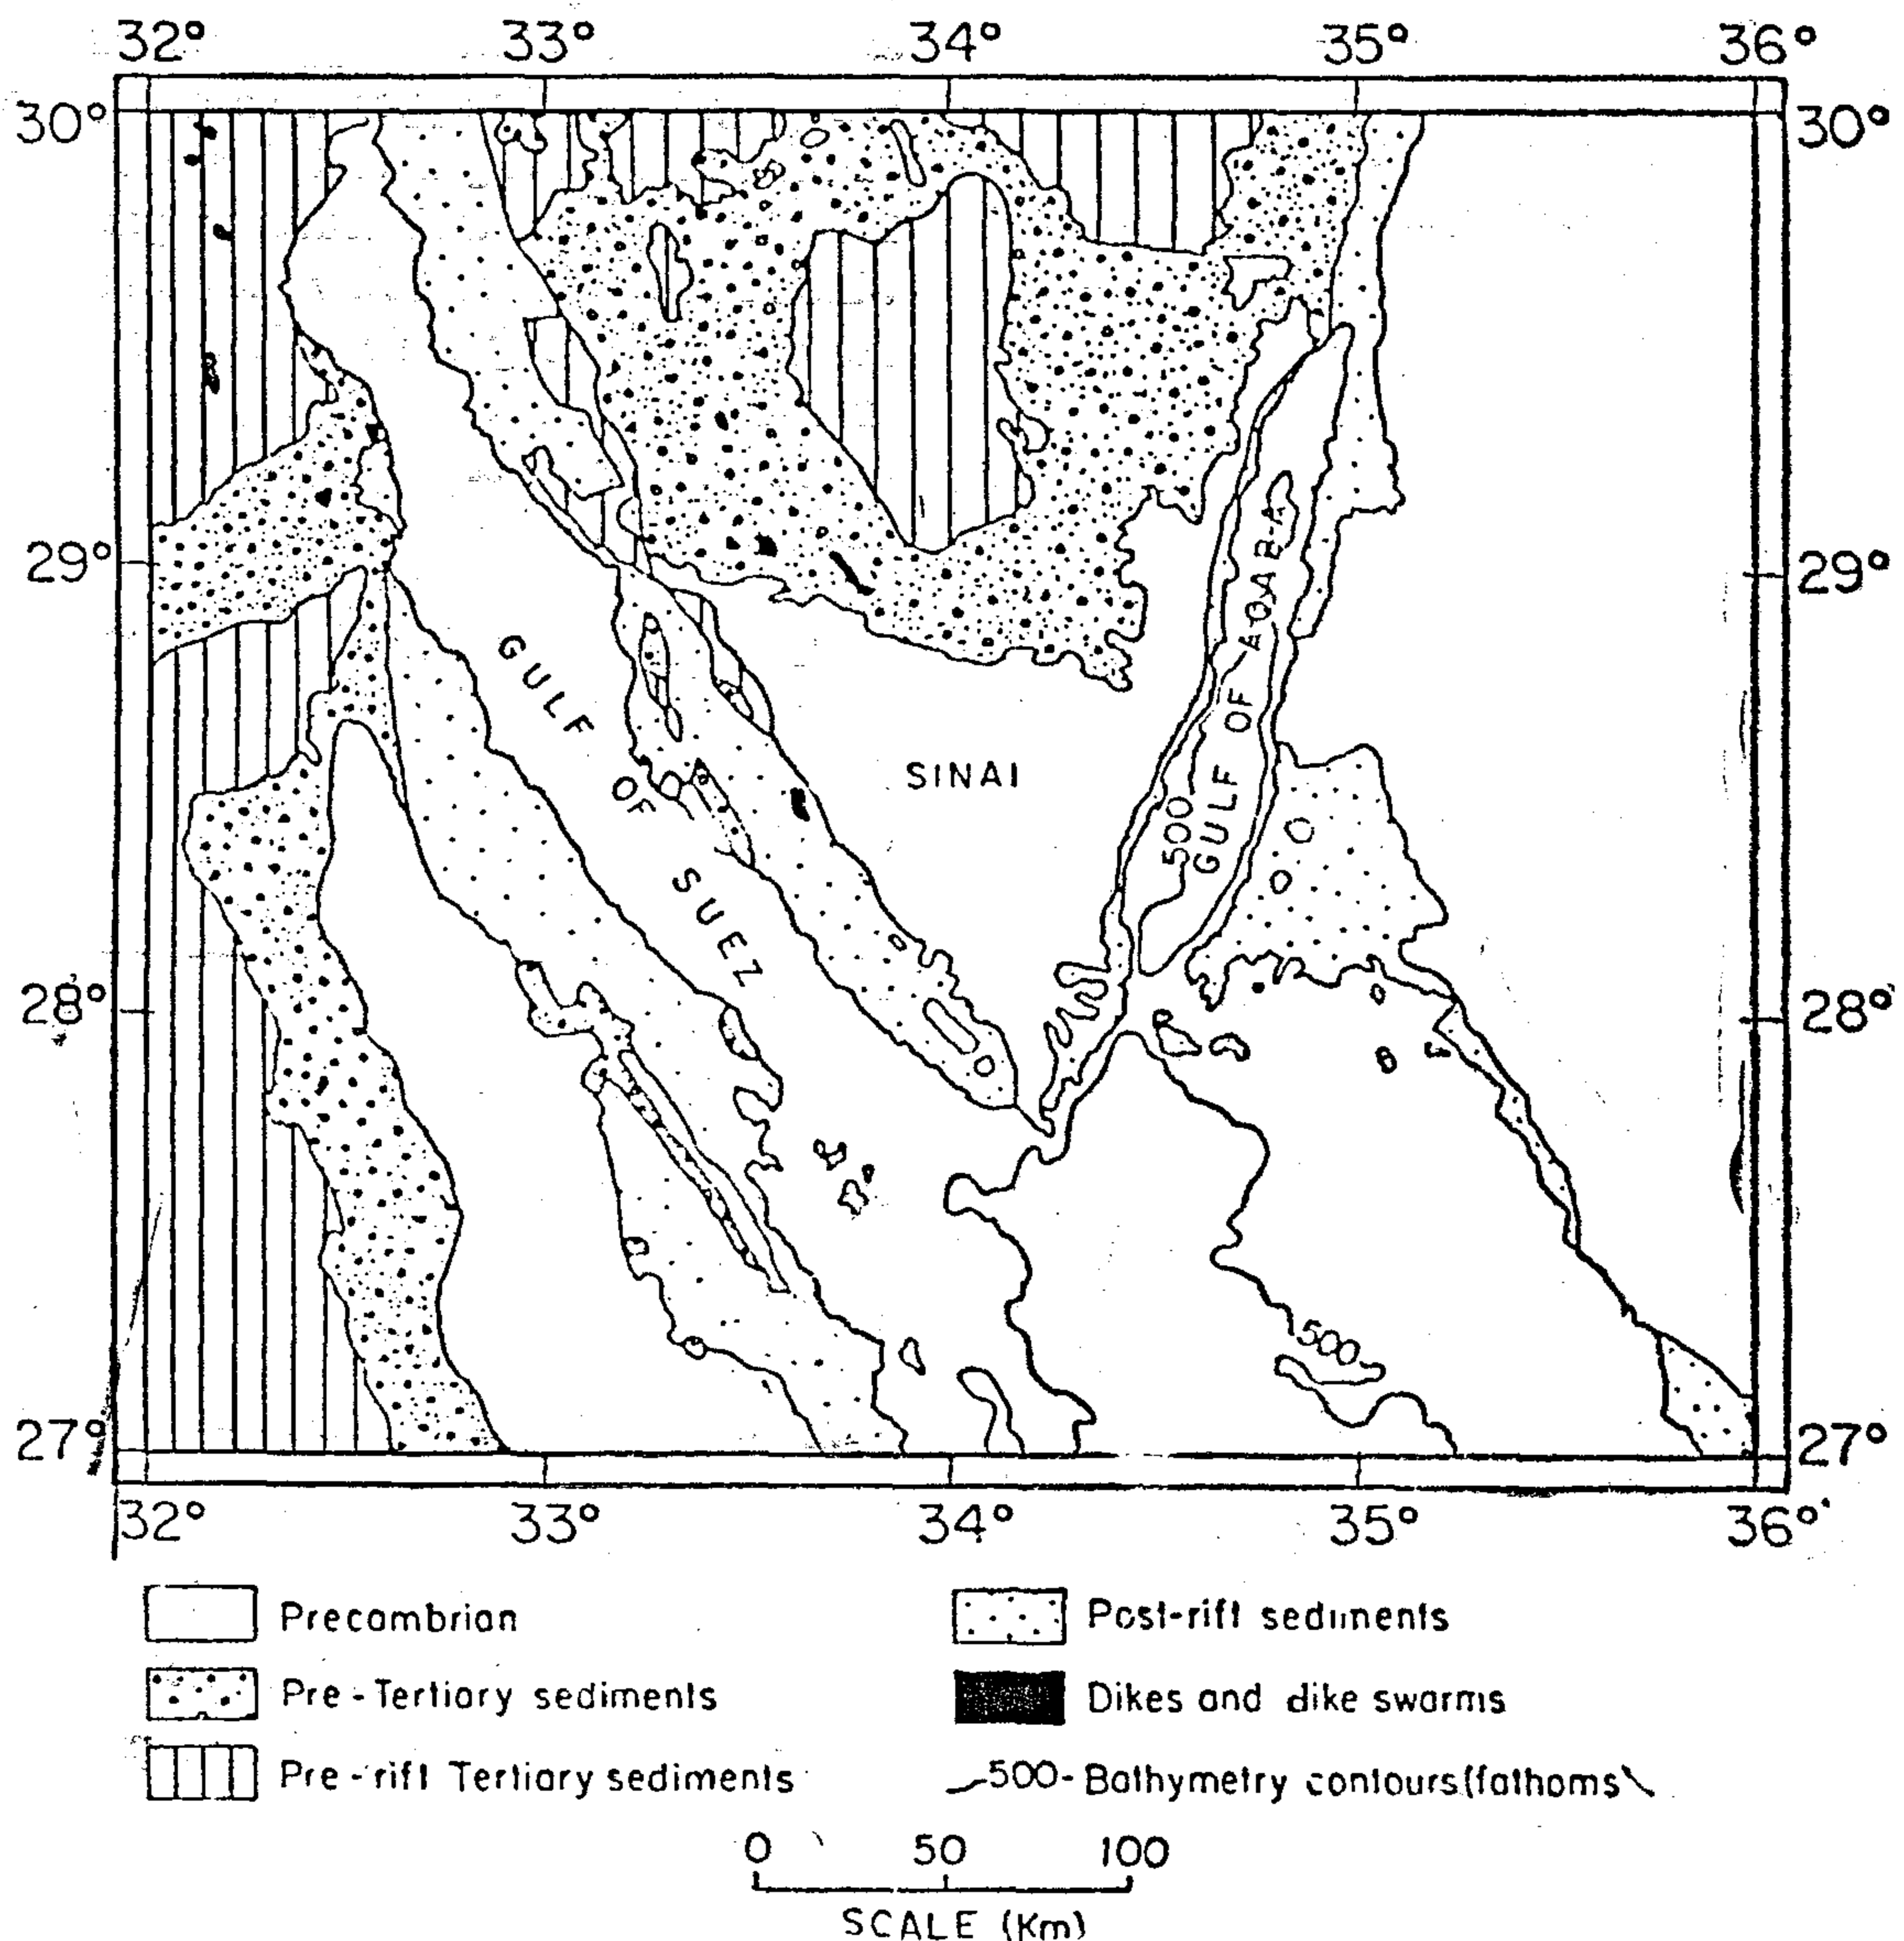 32° 33° 34° 35° 36°
30° 30°
29° 29°
28° 28°
27° 27°
GULF OF SUEZ
SINAI
GULF OF AQABA
500
500
32° 33° 34° 35° 36°
Precambrian
Pre-Tertiary sediments
Pre-rift Tertiary sediments
Post-rift sediments
Dikes and dike swarms
500- Bathymetry contours (fathoms)
0 50 100
SCALE (Km)